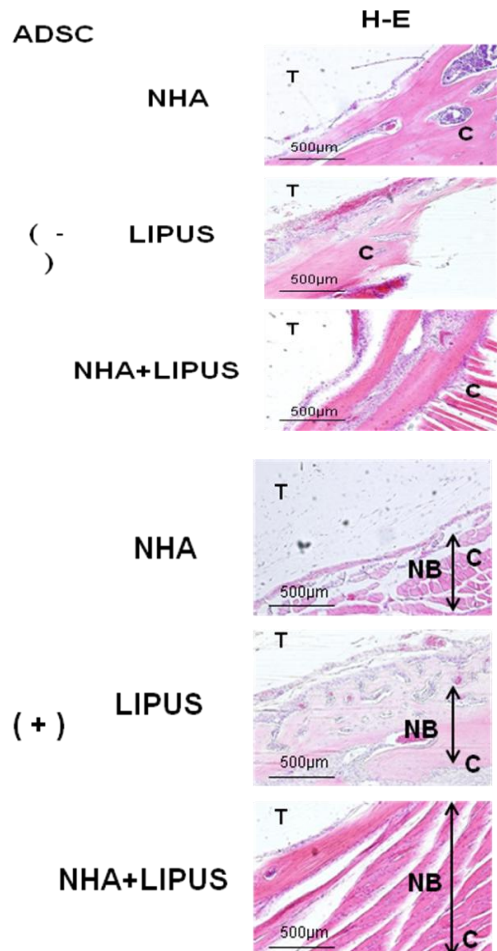 H-E
ADSC
NHA
T
C
500μm
( -
)
LIPUS
T
C
500μm
NHA+LIPUS
T
C
500μm
NHA
T
NB
C
500μm
(+)
LIPUS
T
NB
C
500μm
NHA+LIPUS
T
NB
C
500μm